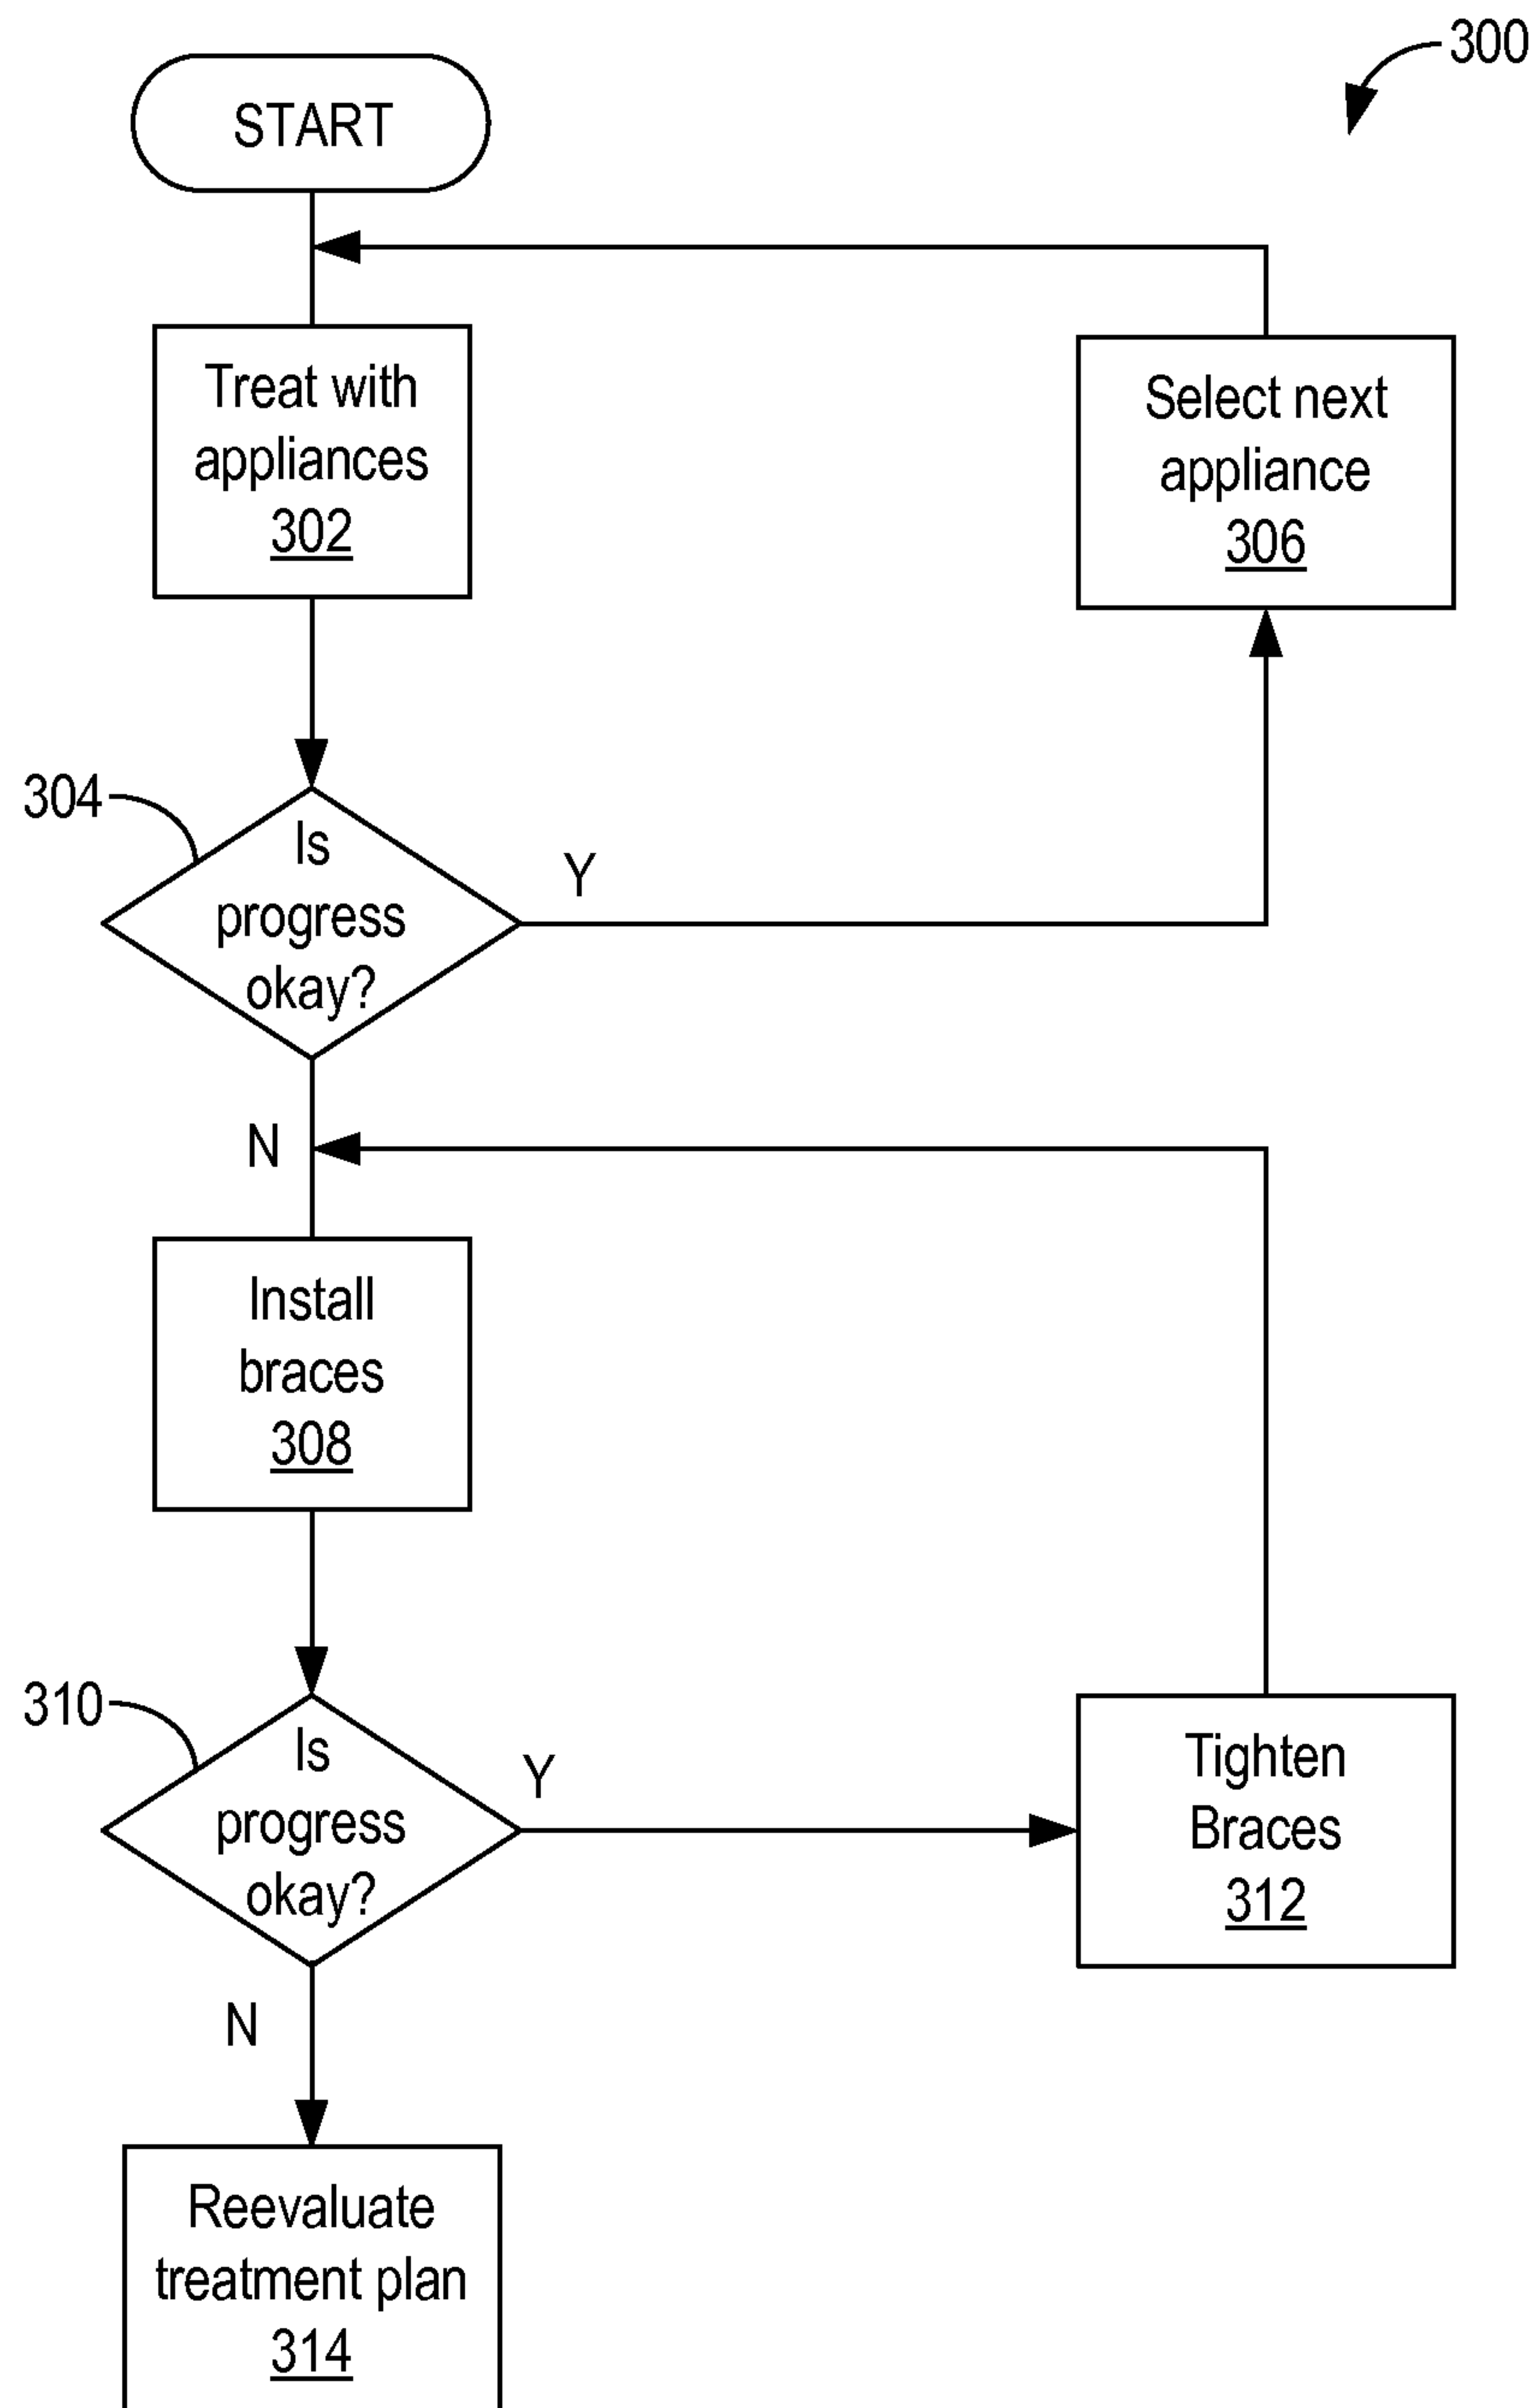 300
START
Treat with
appliances
302
Select next
appliance
306
304
Is
progress
okay?
Y
N
Install
braces
308
310
Is
progress
okay?
Y
Tighten
Braces
312
N
Reevaluate
treatment plan
314